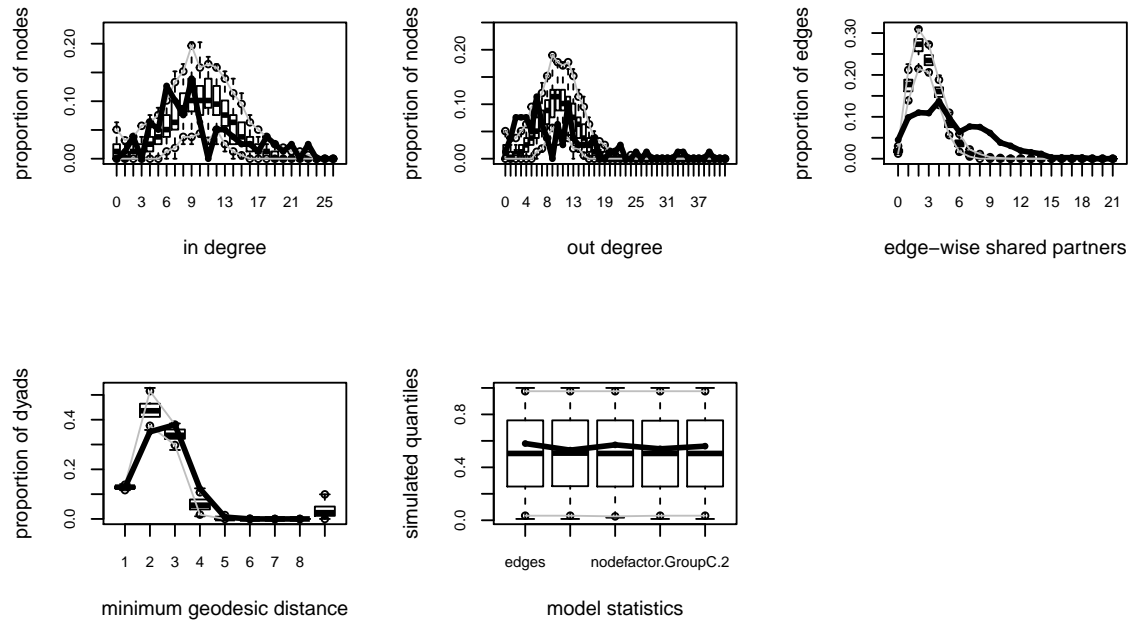 proportion of nodes
0.00 0.10 0.20
0 3 6 9 13 17 21 25
in degree
proportion of nodes
0.00 0.10 0.20
0 4 8 13 19 25 31 37
out degree
proportion of edges
0.00 0.10 0.20 0.30
0 3 6 9 12 15 18 21
edge−wise shared partners
proportion of dyads
0.0 0.2 0.4
1 2 3 4 5 6 7 8
minimum geodesic distance
simulated quantiles
0.0 0.4 0.8
edges nodefactor.GroupC.2
model statistics